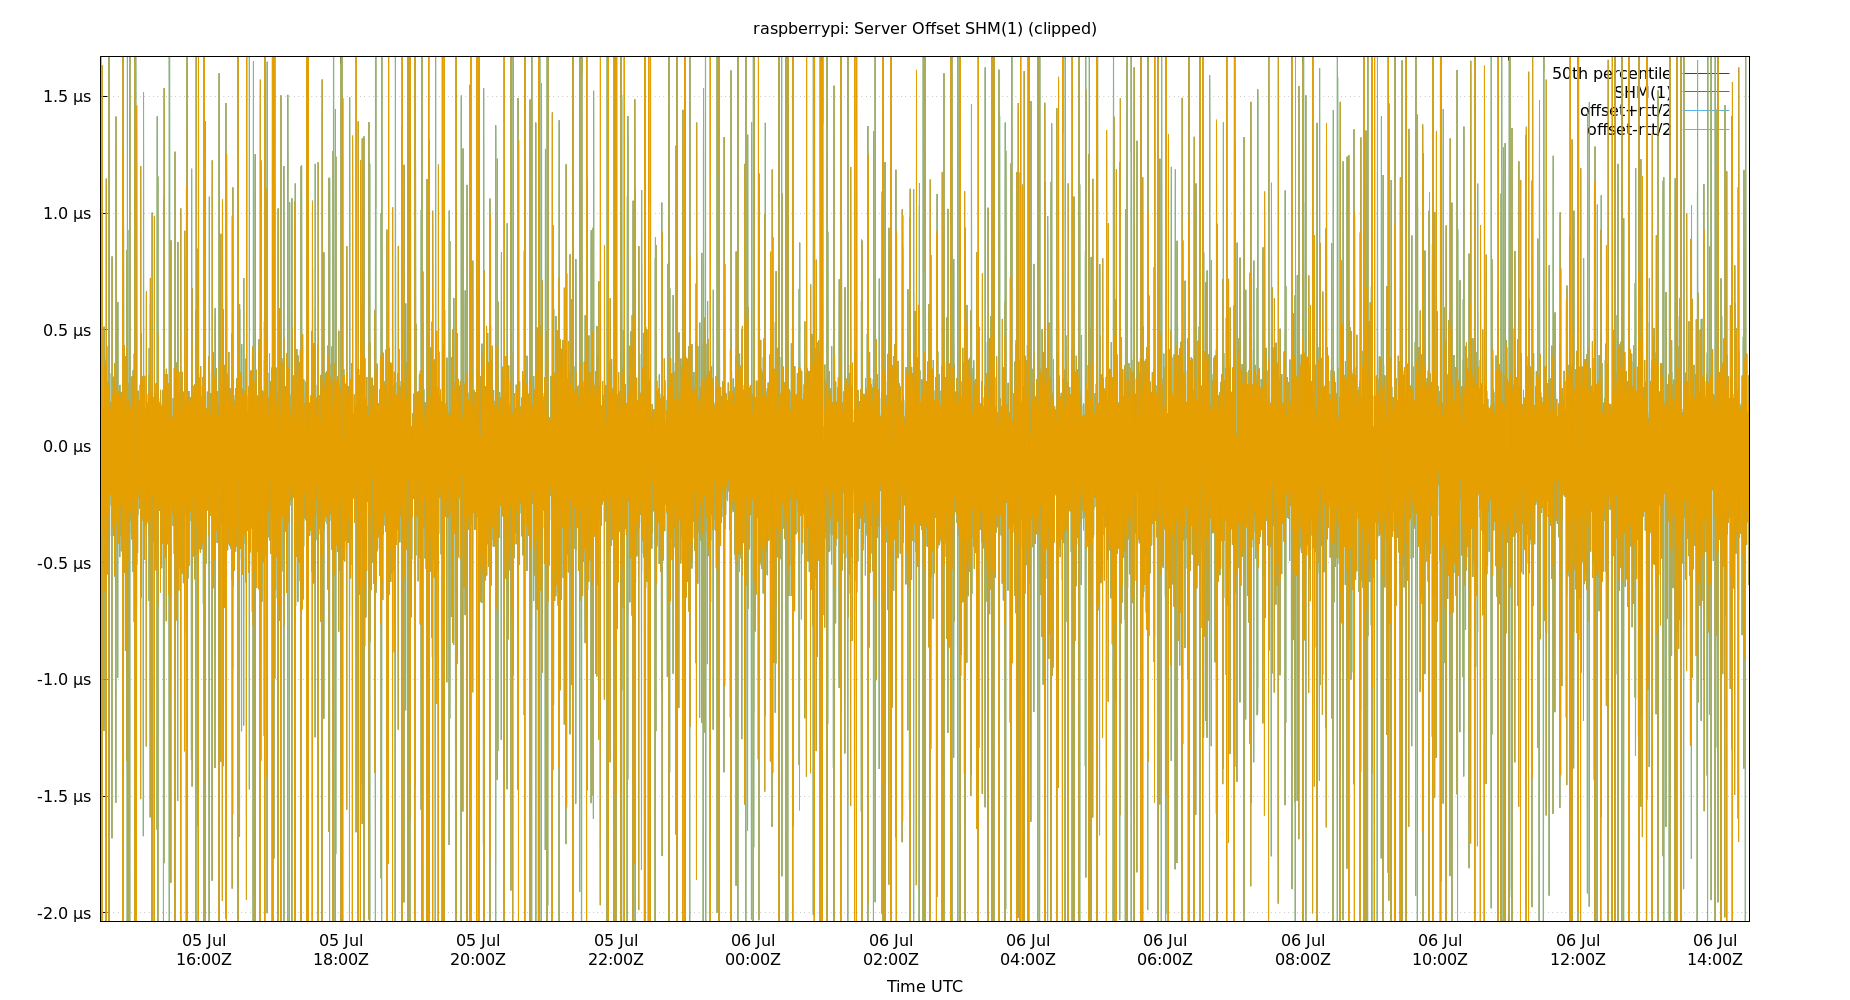 raspberrypi: Server Offset SHM(1) (clipped)
50th percentile
SHM(1)
offset+rtt/2
offset-rtt/2
1.5 µs
1.0 µs
0.5 µs
0.0 µs
-0.5 µs
-1.0 µs
-1.5 µs
-2.0 µs
05 Jul 05 Jul 05 Jul 05 Jul 06 Jul 06 Jul 06 Jul 06 Jul 06 Jul 06 Jul 06 Jul 06 Jul
16:00Z 18:00Z 20:00Z 22:00Z 00:00Z 02:00Z 04:00Z 06:00Z 08:00Z 10:00Z 12:00Z 14:00Z
Time UTC